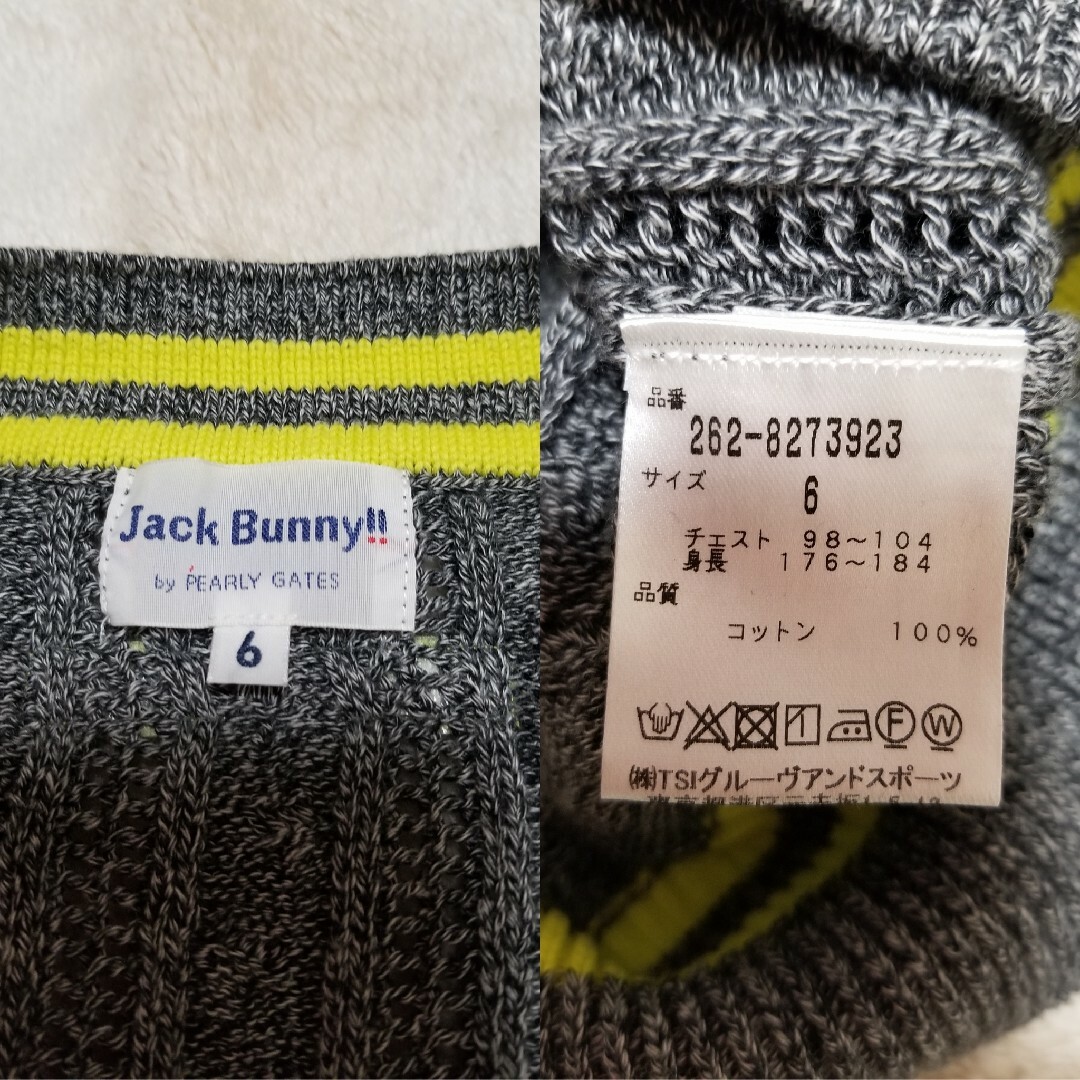 Jack Bunny!!
by PEARLY GATES
6
品番
262-8273923
サイズ
6
チェスト 98〜104
身長 176〜184
品質
コットン 100%
F W
㈱TSIグルーヴアンドスポーツ